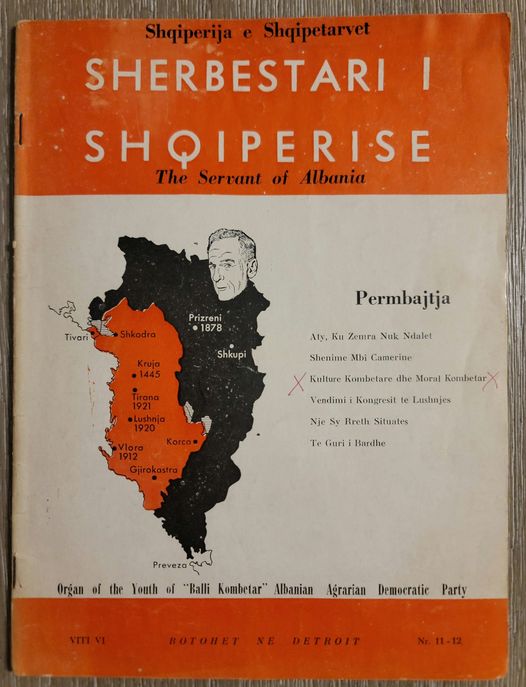 Shqiperija e Shqipetarvet
SHERBESTARI I
SHQIPERISE
The Servant of Albania
Prizreni
1878
Tivari
Shkodra
Shkupi
Kruja
1445
Tirana
1921
Lushnja
1920
Korca
Vlora
1912
Gjirokastra
Preveza
Permbajtja
Aty, Ku Zemra Nuk Ndalet
Shenime Mbi Camerine
Kulture Kombetare dhe Moral Kombetar
Vendimi i Kongresit te Lushnjes
Nje Sy Rreth Situates
Te Guri i Bardhe
Organ of the Youth of "Balli Kombetar" Albanian Agrarian Democratic Party
VITI VI BOTOHET NE DETROIT Nr. 11-12